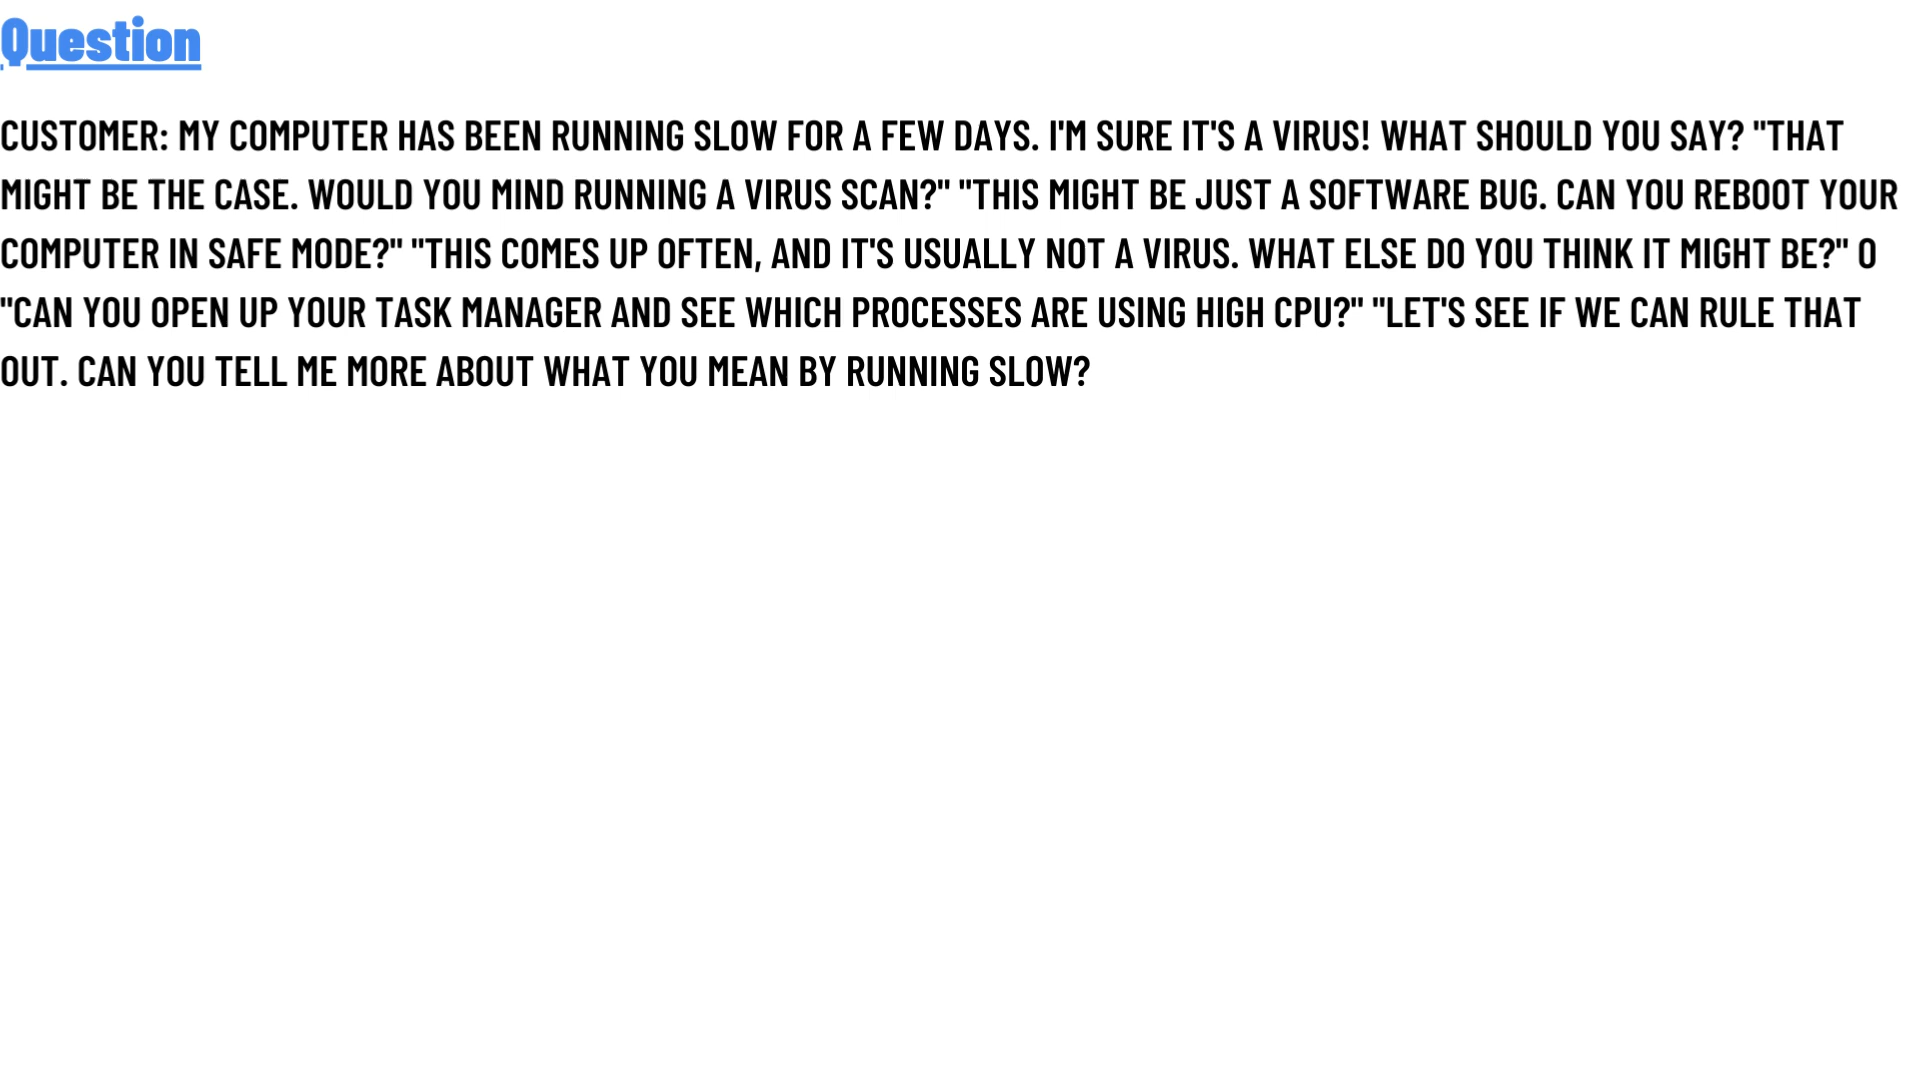 Question
CUSTOMER: MY COMPUTER HAS BEEN RUNNING SLOW FOR A FEW DAYS. I'M SURE IT'S A VIRUS! WHAT SHOULD YOU SAY? "THAT
MIGHT BE THE CASE. WOULD YOU MIND RUNNING A VIRUS SCAN?" "THIS MIGHT BE JUST A SOFTWARE BUG. CAN YOU REBOOT YOUR
COMPUTER IN SAFE MODE?" "THIS COMES UP OFTEN, AND IT'S USUALLY NOT A VIRUS. WHAT ELSE DO YOU THINK IT MIGHT BE?" O
"CAN YOU OPEN UP YOUR TASK MANAGER AND SEE WHICH PROCESSES ARE USING HIGH CPU?" "LET'S SEE IF WE CAN RULE THAT
OUT. CAN YOU TELL ME MORE ABOUT WHAT YOU MEAN BY RUNNING SLOW?